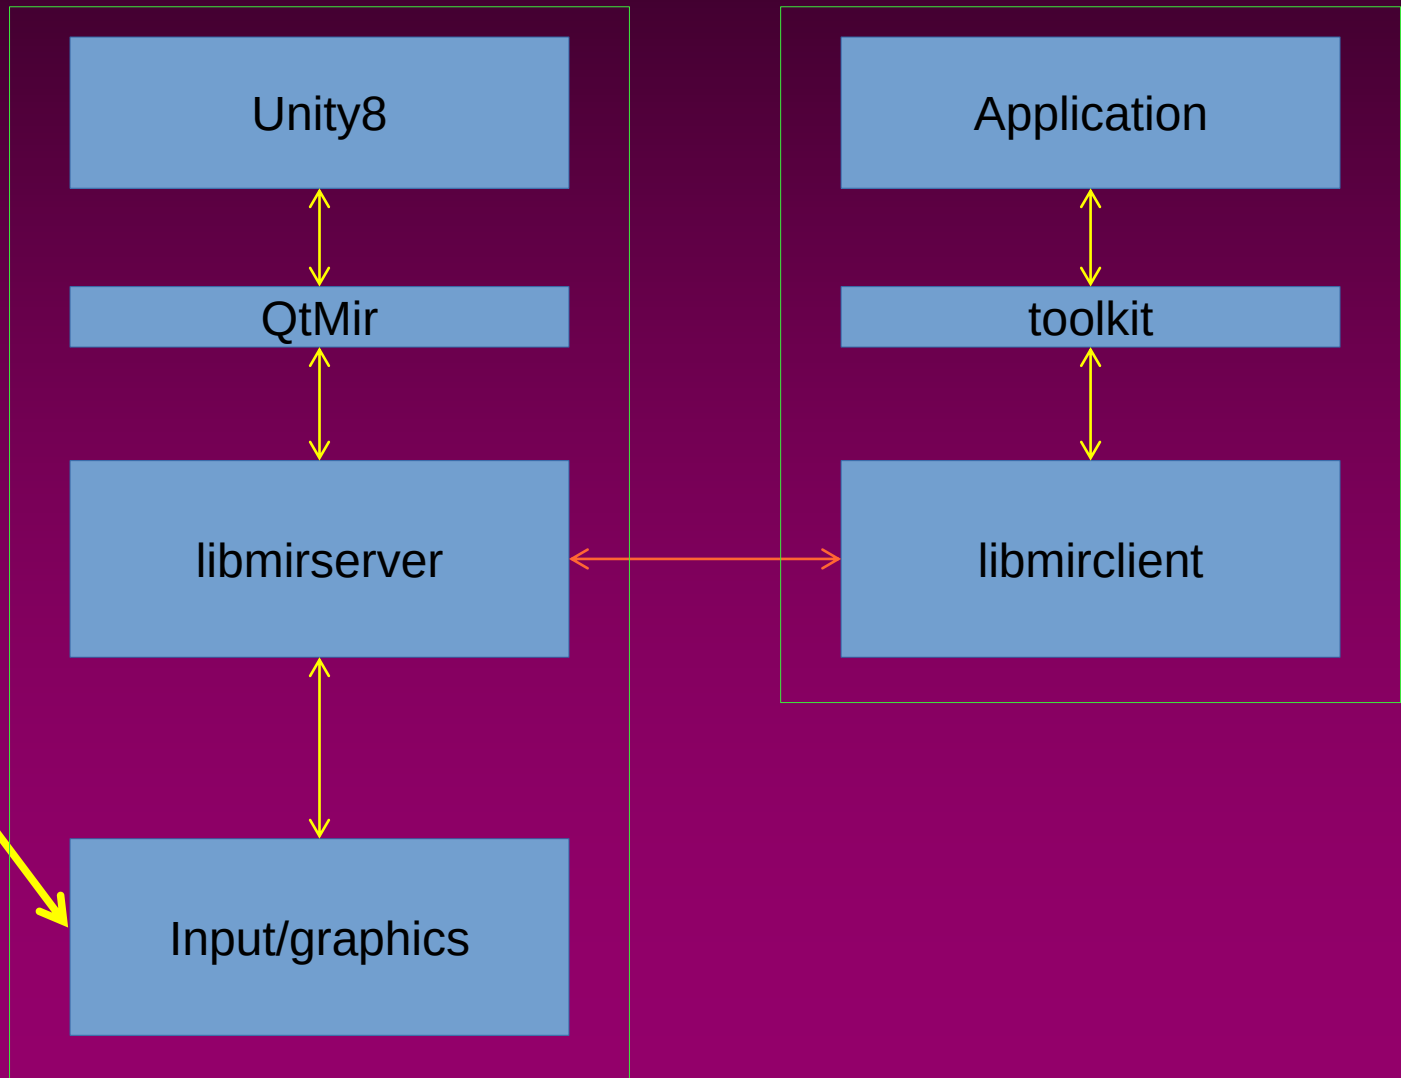 Unity8
Application
QtMir
toolkit
libmirserver
libmirclient
Input/graphics